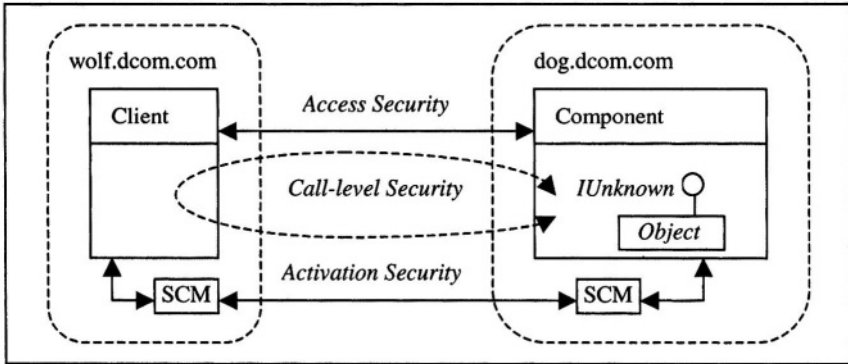 wolf.dcom.com
dog.dcom.com
Client
Access Security
Component
Call-level Security
IUnknown
Object
Activation Security
SCM
SCM